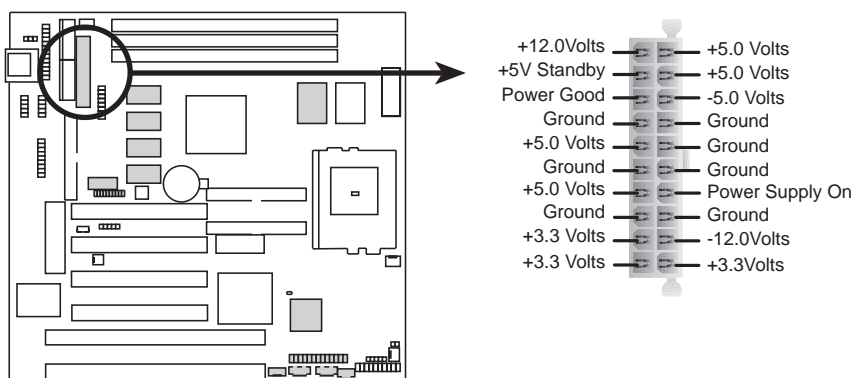 +12.0Volts +5.0 Volts
+5V Standby +5.0 Volts
Power Good -5.0 Volts
Ground Ground
+5.0 Volts Ground
Ground Ground
+5.0 Volts Power Supply On
Ground Ground
+3.3 Volts -12.0Volts
+3.3 Volts +3.3Volts